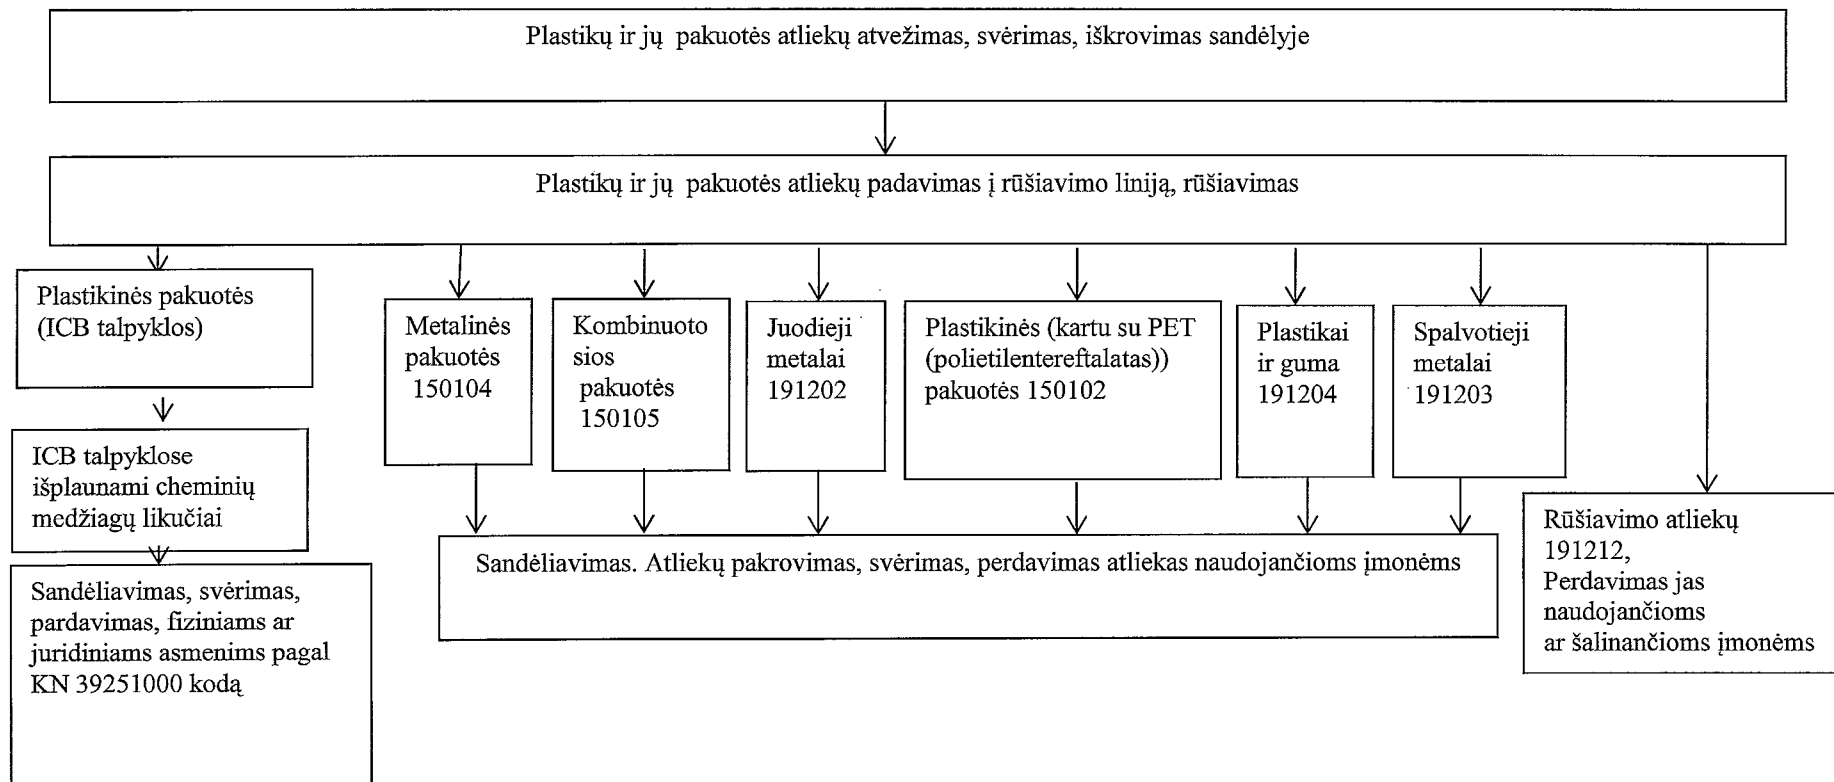 Plastikų ir jų pakuotės atliekų atvežimas, svėrimas, iškrovimas sandėlyje
Plastikų ir jų pakuotės atliekų padavimas į rūšiavimo liniją, rūšiavimas
Plastikinės pakuotės
(ICB talpyklos)
ICB talpyklose
išplaunami cheminių
medžiagų likučiai
Sandėliavimas, svėrimas,
pardavimas, fiziniams ar
juridiniams asmenims pagal
KN 39251000 kodą
Metalinės
pakuotės
150104
Kombinuoto
sios
pakuotės
150105
Juodieji
metalai
191202
Plastikinės (kartu su PET
(polietilentereftalatas))
pakuotės 150102
Plastikai
ir guma
191204
Spalvotieji
metalai
191203
Sandėliavimas. Atliekų pakrovimas, svėrimas, perdavimas atliekas naudojančioms įmonėms
Rūšiavimo atliekų
191212,
Perdavimas jas
naudojančioms
ar šalinančioms įmonėms